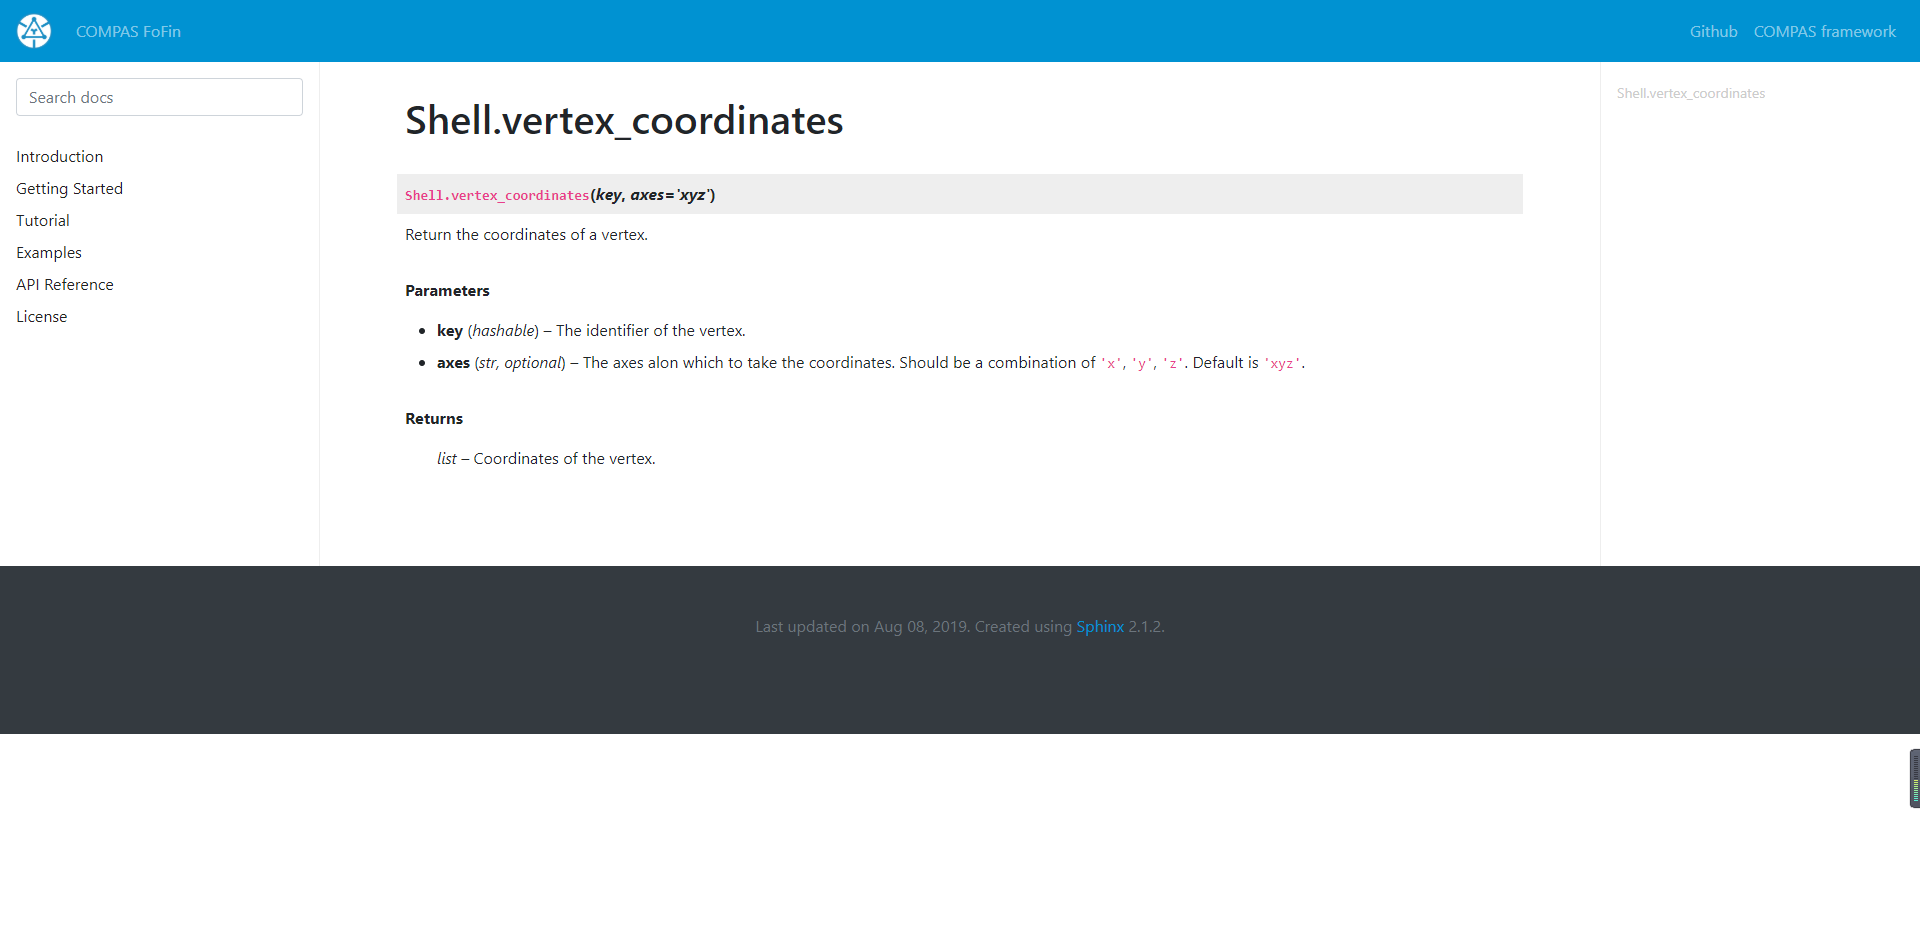 COMPAS FoFin
Github
COMPAS framework
Search docs
Introduction
Getting Started
Tutorial
Examples
API Reference
License
Shell.vertex_coordinates
Shell.vertex_coordinates(key, axes='xyz')
Return the coordinates of a vertex.
Parameters
• key (hashable) – The identifier of the vertex.
• axes (str, optional) – The axes alon which to take the coordinates. Should be a combination of 'x', 'y', 'z'. Default is 'xyz'.
Returns
list – Coordinates of the vertex.
Shell.vertex_coordinates
Last updated on Aug 08, 2019. Created using Sphinx 2.1.2.